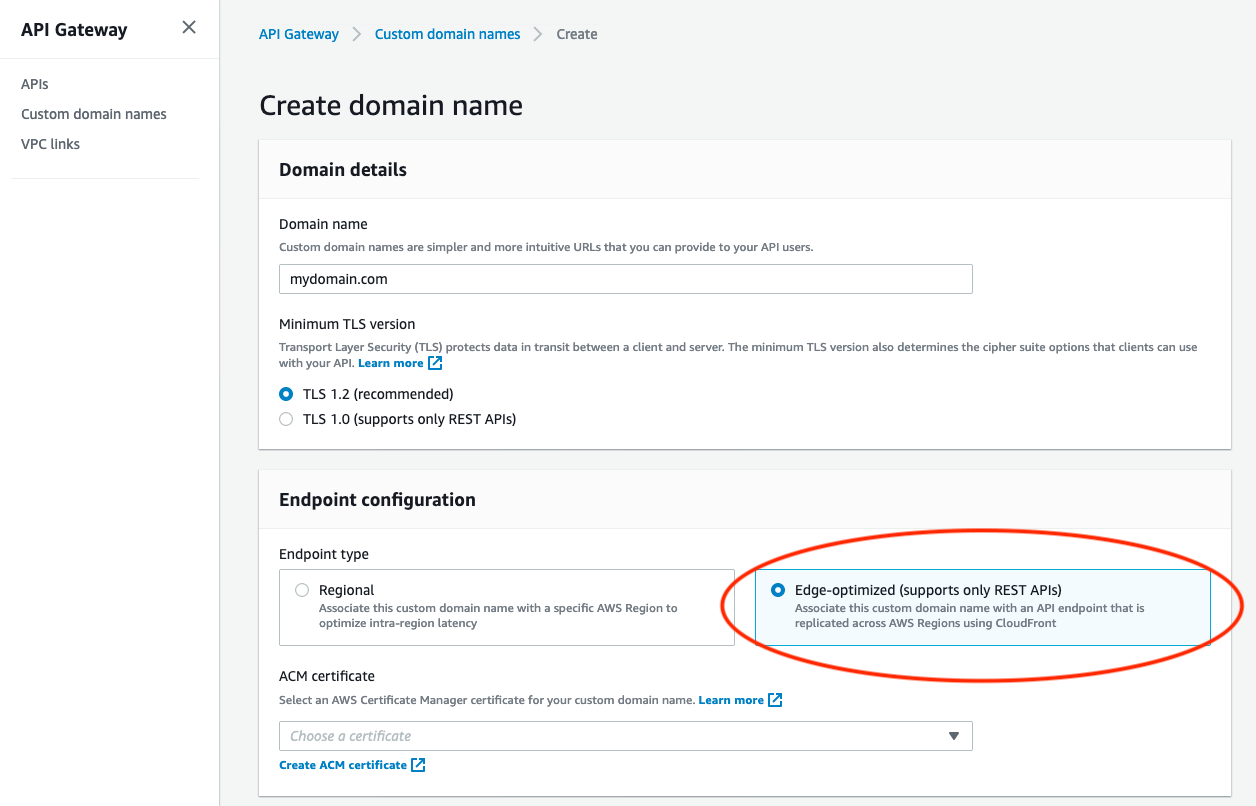 API Gateway
APIs
Custom domain names
VPC links
API Gateway > Custom domain names > Create
Create domain name
Domain details
Domain name
Custom domain names are simpler and more intuitive URLs that you can provide to your API users.
mydomain.com
Minimum TLS version
Transport Layer Security (TLS) protects data in transit between a client and server. The minimum TLS version also determines the cipher suite options that clients can use
with your API. Learn more
TLS 1.2 (recommended)
TLS 1.0 (supports only REST APIs)
Endpoint configuration
Endpoint type
Regional
Associate this custom domain name with a specific AWS Region to
optimize intra-region latency
Edge-optimized (supports only REST APIs)
Associate this custom domain name with an API endpoint that is
replicated across AWS Regions using CloudFront
ACM certificate
Select an AWS Certificate Manager certificate for your custom domain name. Learn more
Choose a certificate
Create ACM certificate